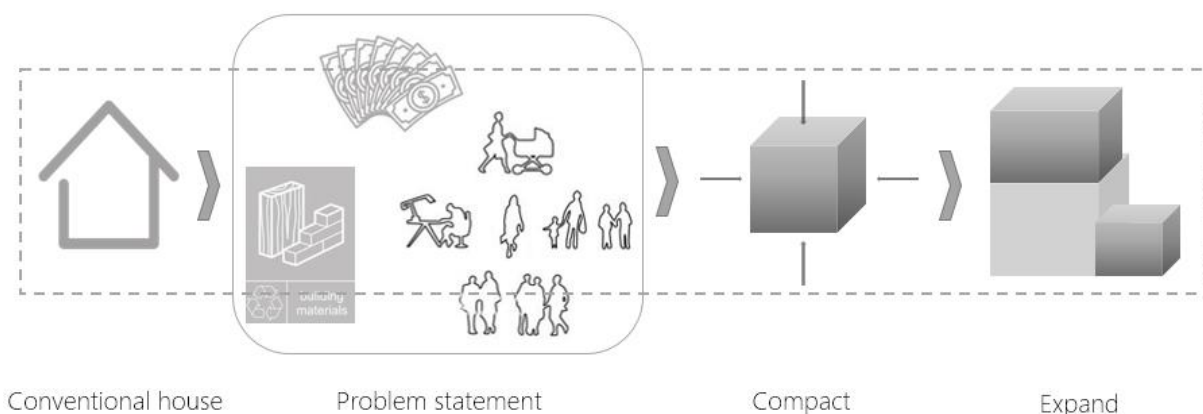 $
building
materials
Conventional house
Problem statement
Compact
Expand